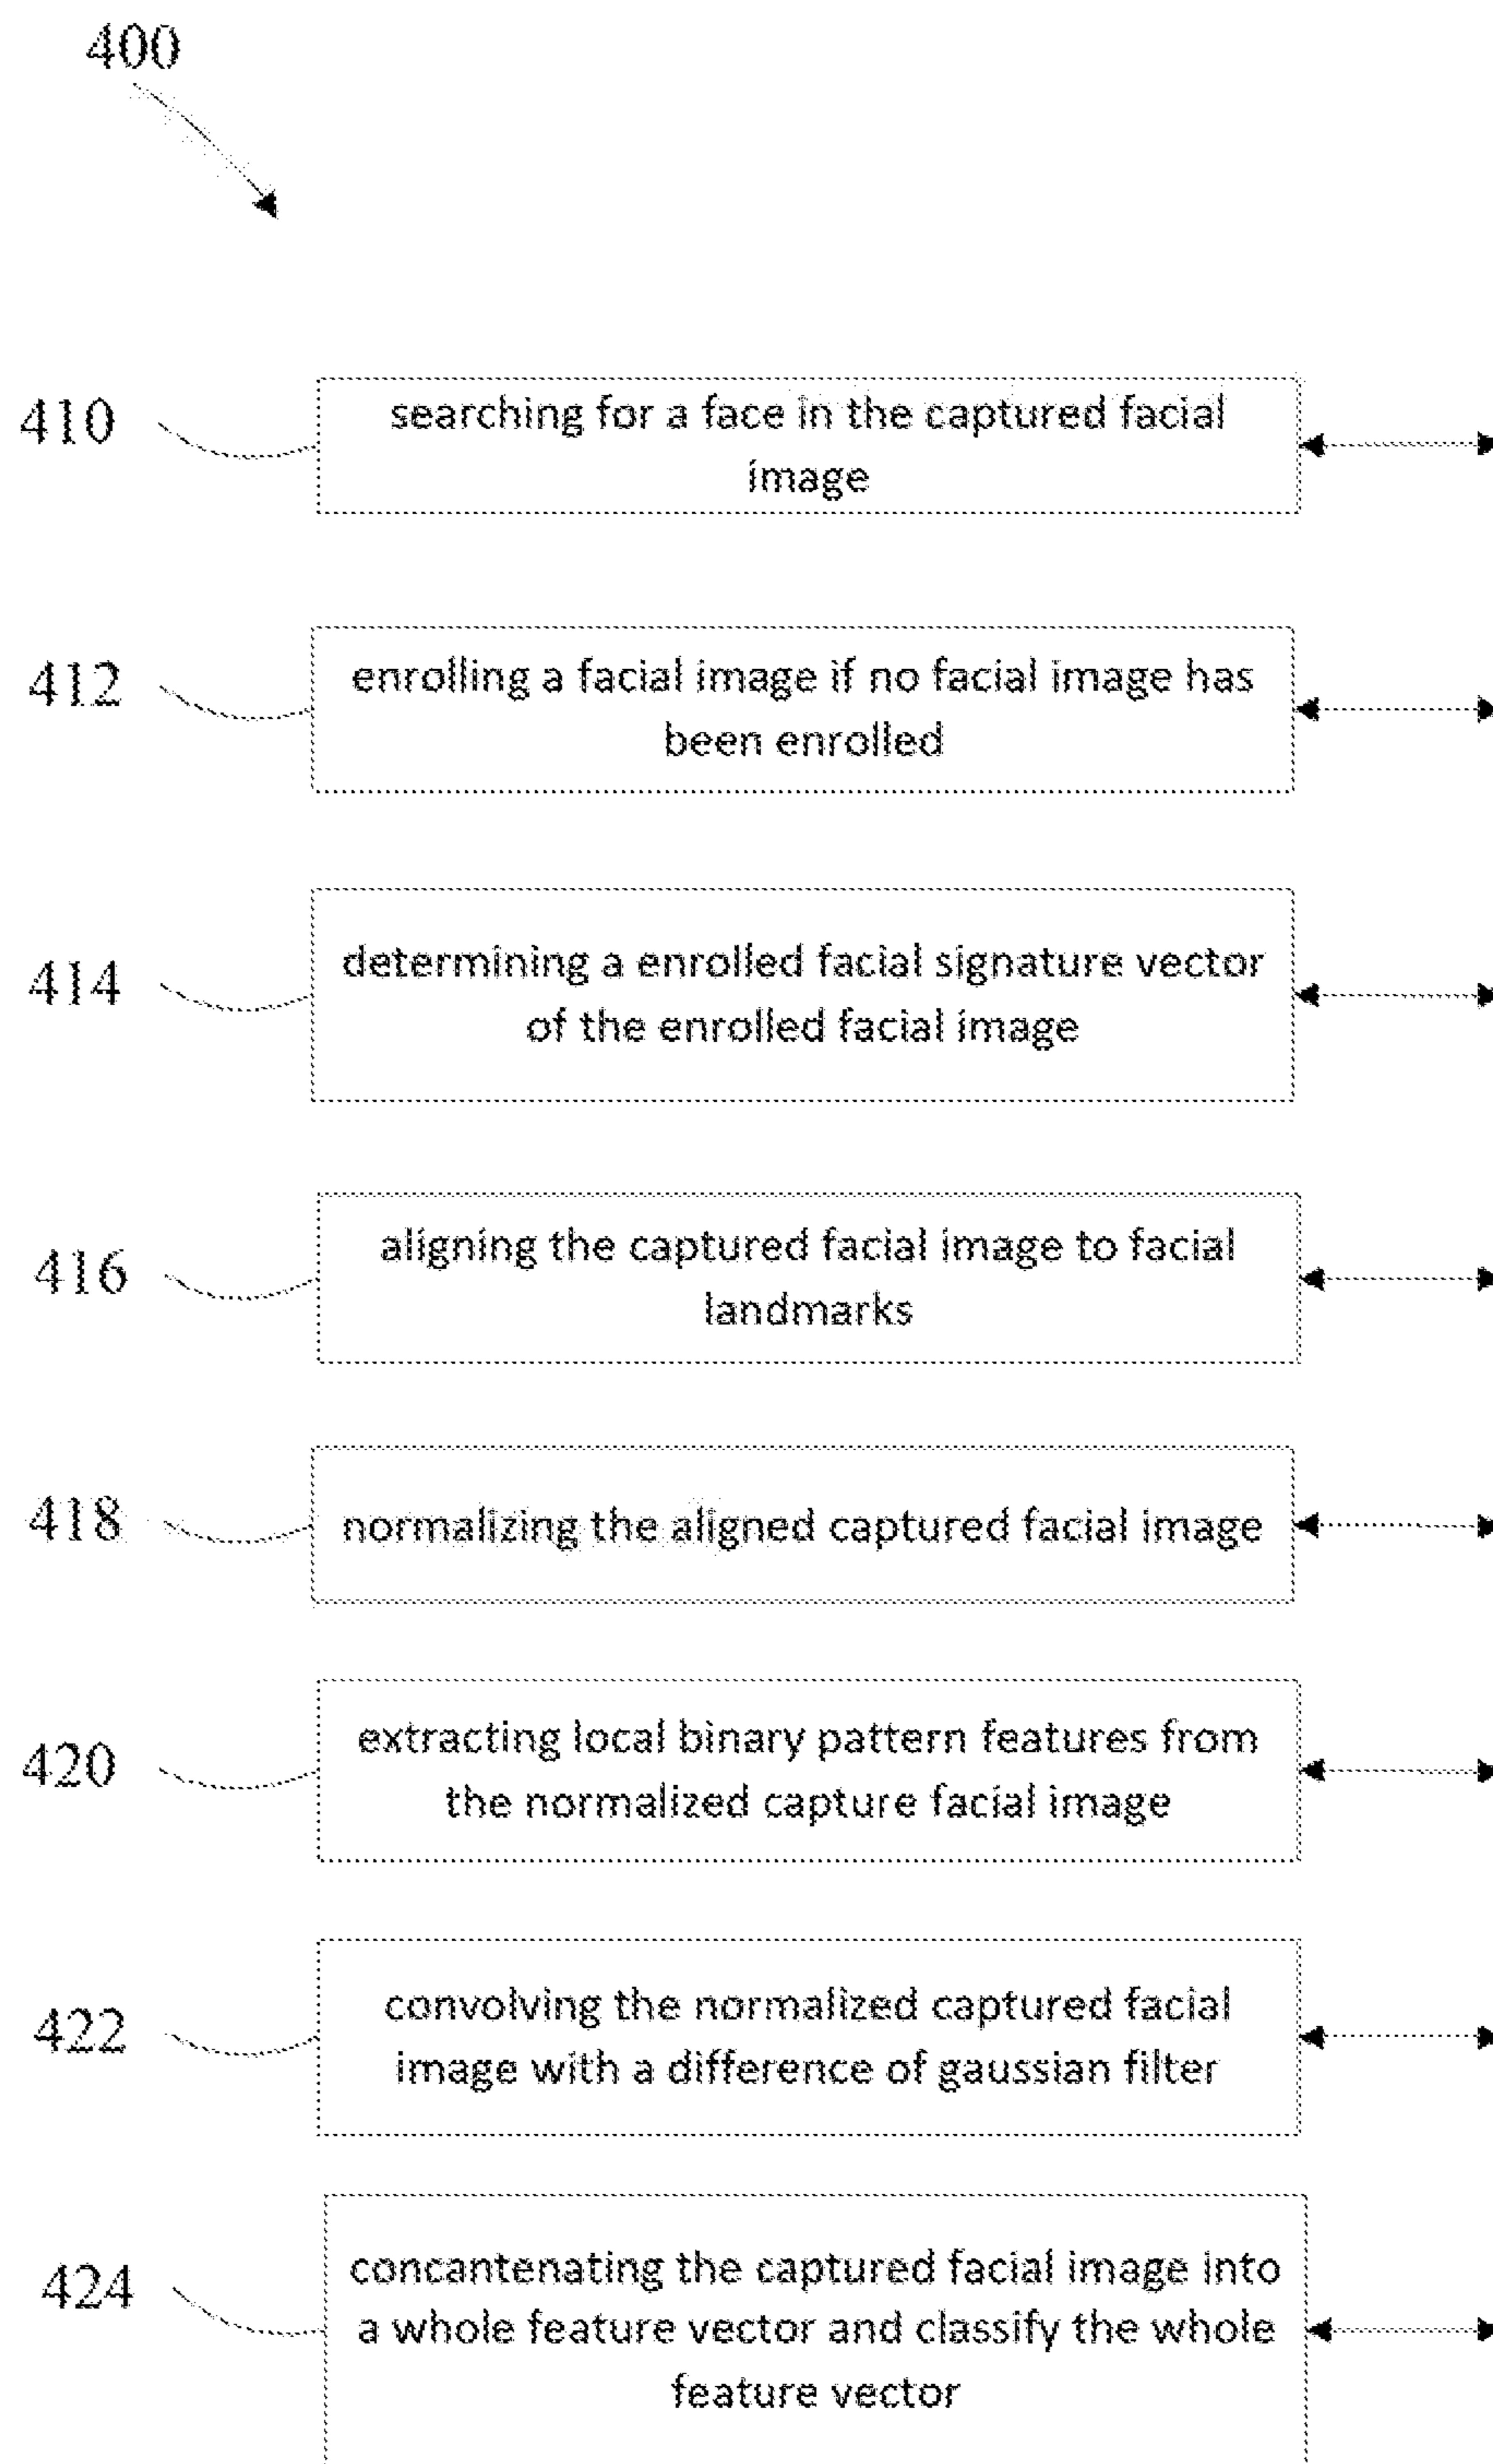 400
410
searching for a face in the captured facial
image
412
enrolling a facial image if no facial image has
been enrolled
414
determining a enrolled facial signature vector
of the enrolled facial image
416
aligning the captured facial image to facial
landmarks
418
normalizing the aligned captured facial image
420
extracting local binary pattern features from
the normalized capture facial image
422
convolving the normalized captured facial
image with a difference of gaussian filter
424
concantenating the captured facial image into
a whole feature vector and classify the whole
feature vector